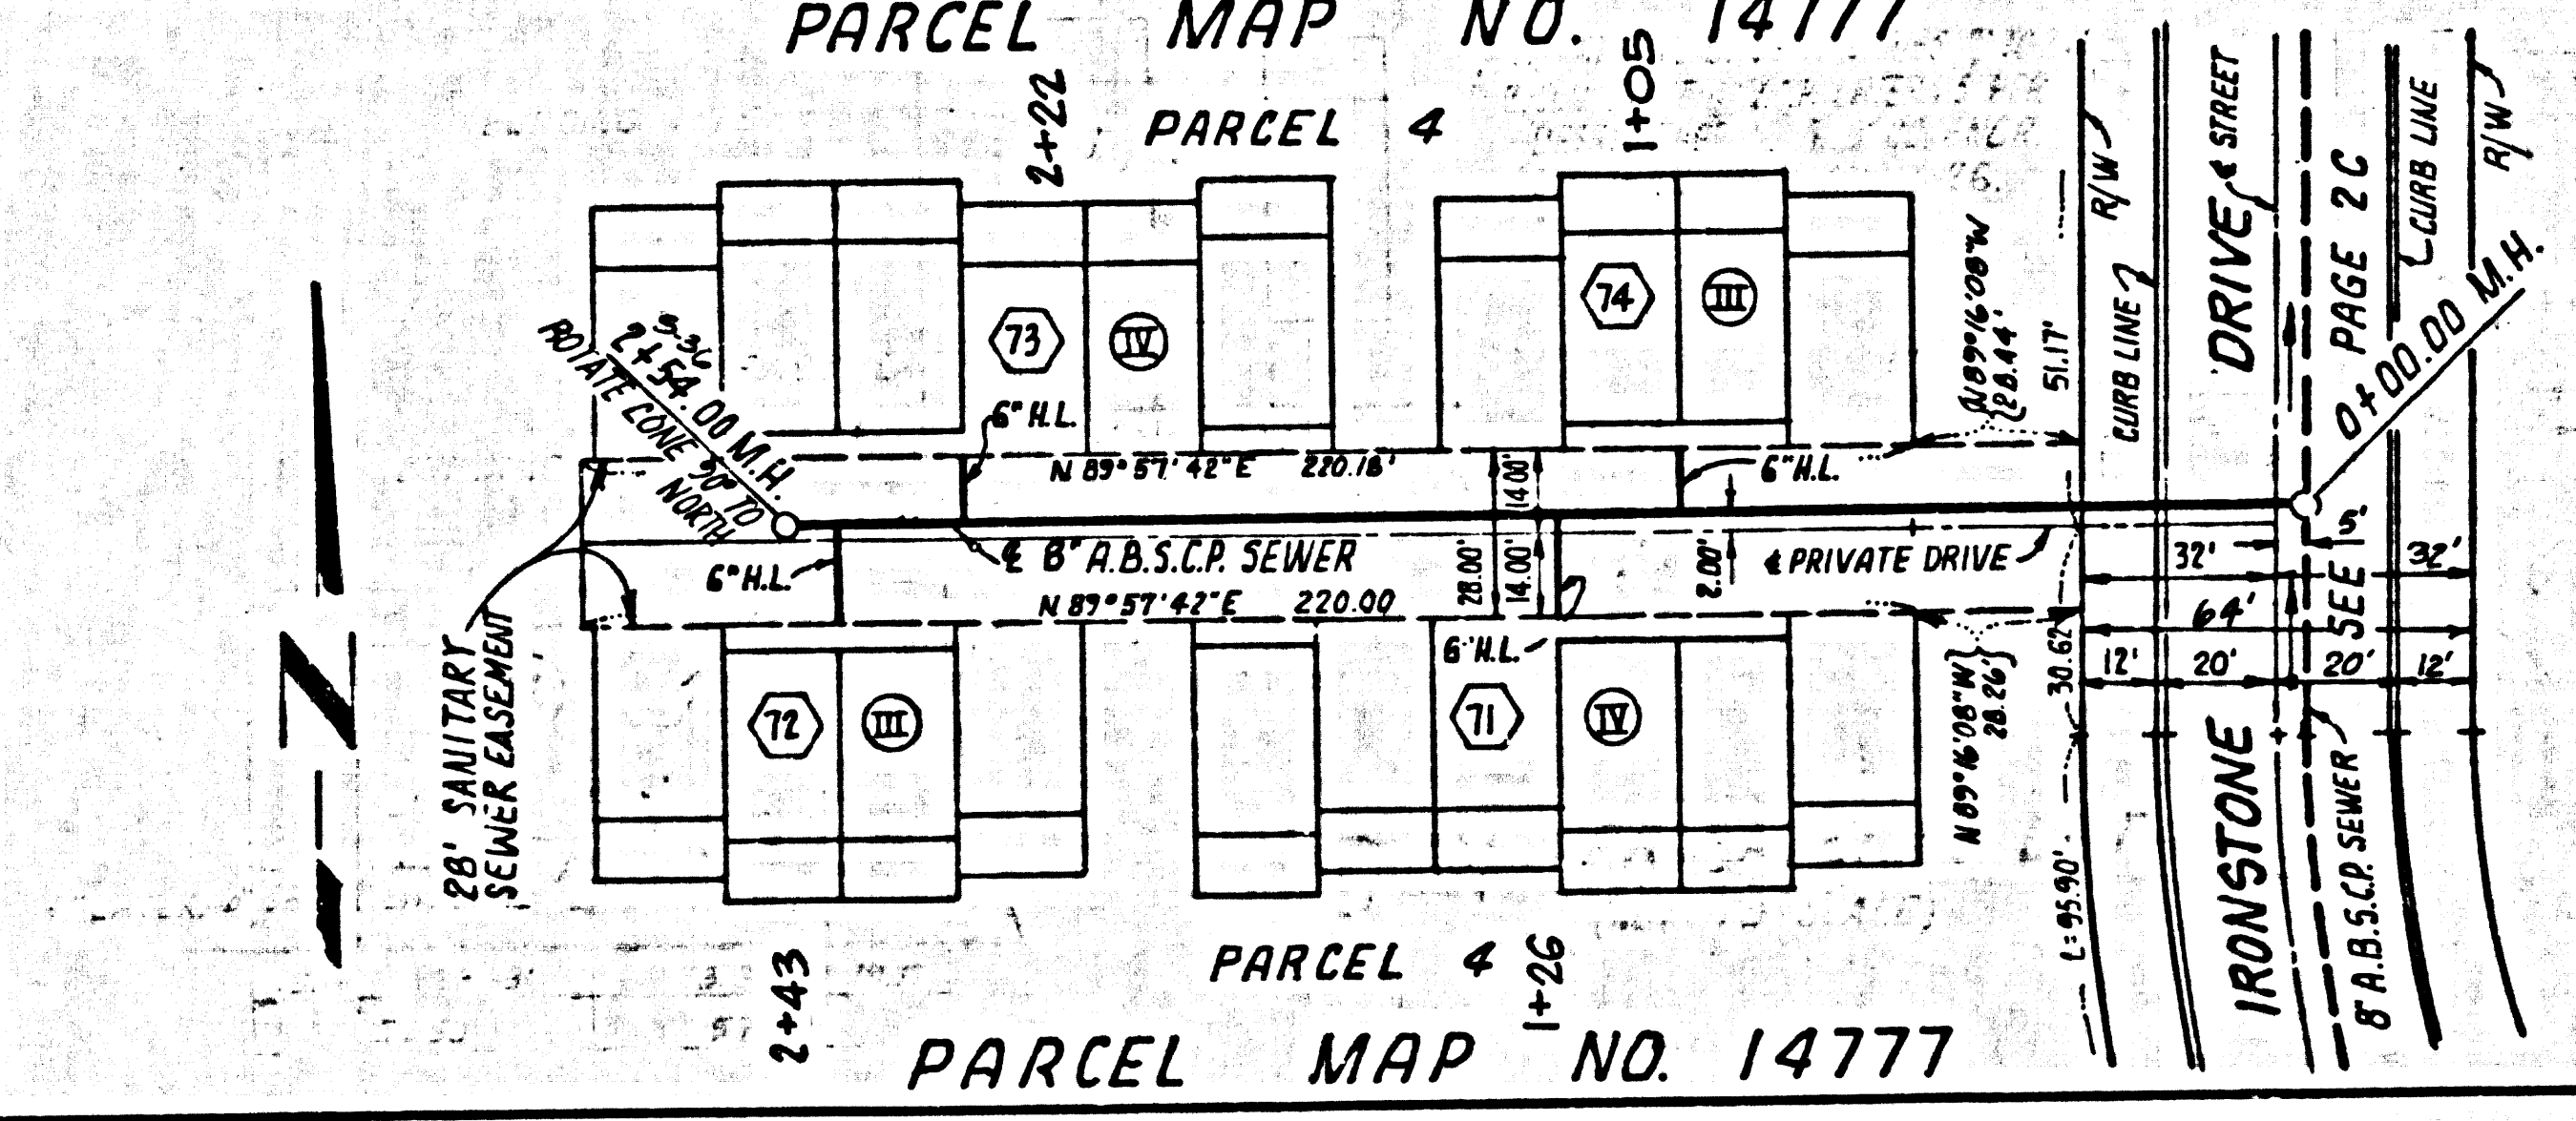 PARCEL MAP NO. 14777
2+22
1+05
PARCEL 4
R/W
CURB LINE
DRIVE
℄ STREET
PAGE 2C
CURB LINE
R/W
N 89°16'08"W
28.44'
51.17'
73
IV
74
III
S-36
2+54.00 M.H.
ROTATE CONE 90° TO
NORTH
0+00.00 M.H.
6" H.L.
N 89°57'42"E 220.18'
14.00'
6" H.L.
℄ 8" A.B.S.C.P. SEWER
28.00'
14.00'
2.00'
℄ PRIVATE DRIVE
6" H.L.
N 89°57'42"E 220.00
32'
5'
32'
64'
SEE
12'
20'
20'
12'
28' SANITARY
SEWER EASEMENT
N
72
III
6" H.L.
71
IV
N 89°16'08"W
28.26'
30.62'
L=95.90'
IRONSTONE
8" A.B.S.C.P. SEWER
2+43
PARCEL 4
1+26
PARCEL MAP NO. 14777